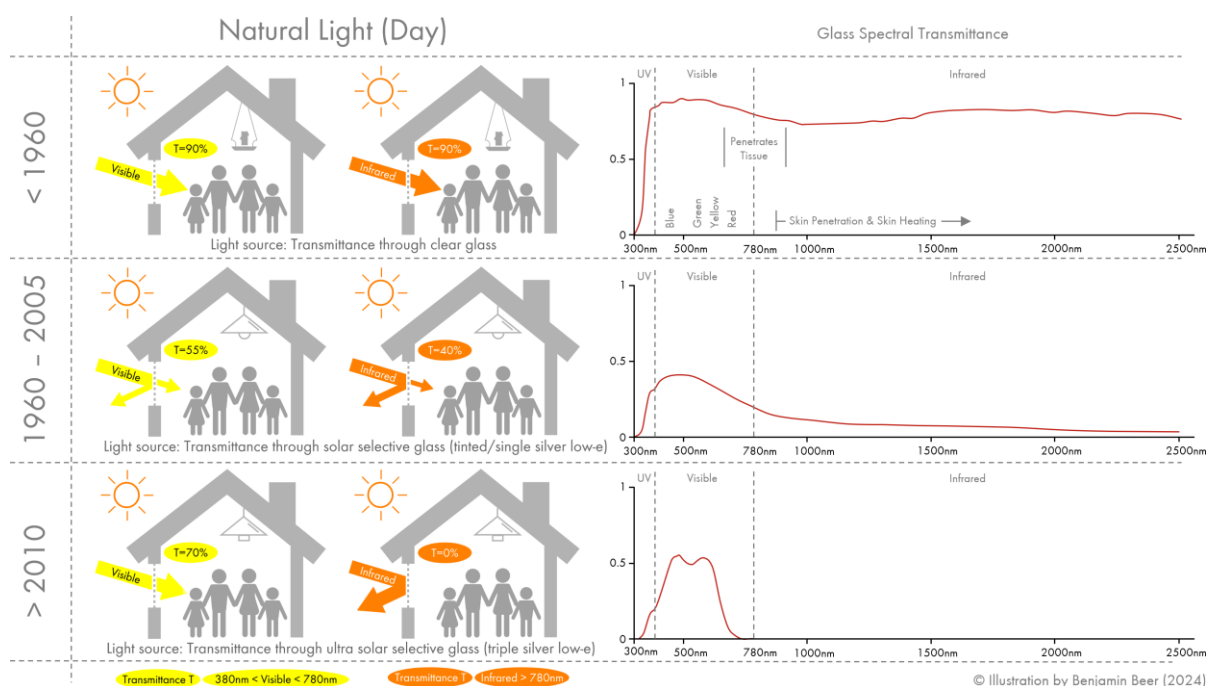 Natural Light (Day)
Glass Spectral Transmittance
< 1960
T=90%
Visible
T=90%
Infrared
Light source: Transmittance through clear glass
UV
Visible
Infrared
1
0.5
0
Penetrates
Tissue
Blue
Green
Yellow
Red
Skin Penetration & Skin Heating
300nm
500nm
780nm
1000nm
1500nm
2000nm
2500nm
1960 – 2005
T=55%
Visible
T=40%
Infrared
Light source: Transmittance through solar selective glass (tinted/single silver low-e)
UV
Visible
Infrared
1
0.5
0
300nm
500nm
780nm
1000nm
1500nm
2000nm
2500nm
> 2010
T=70%
Visible
T=0%
Infrared
Light source: Transmittance through ultra solar selective glass (triple silver low-e)
UV
Visible
Infrared
1
0.5
0
300nm
500nm
780nm
1000nm
1500nm
2000nm
2500nm
Transmittance T
380nm < Visible < 780nm
Transmittance T
Infrared > 780nm
© Illustration by Benjamin Beer (2024)